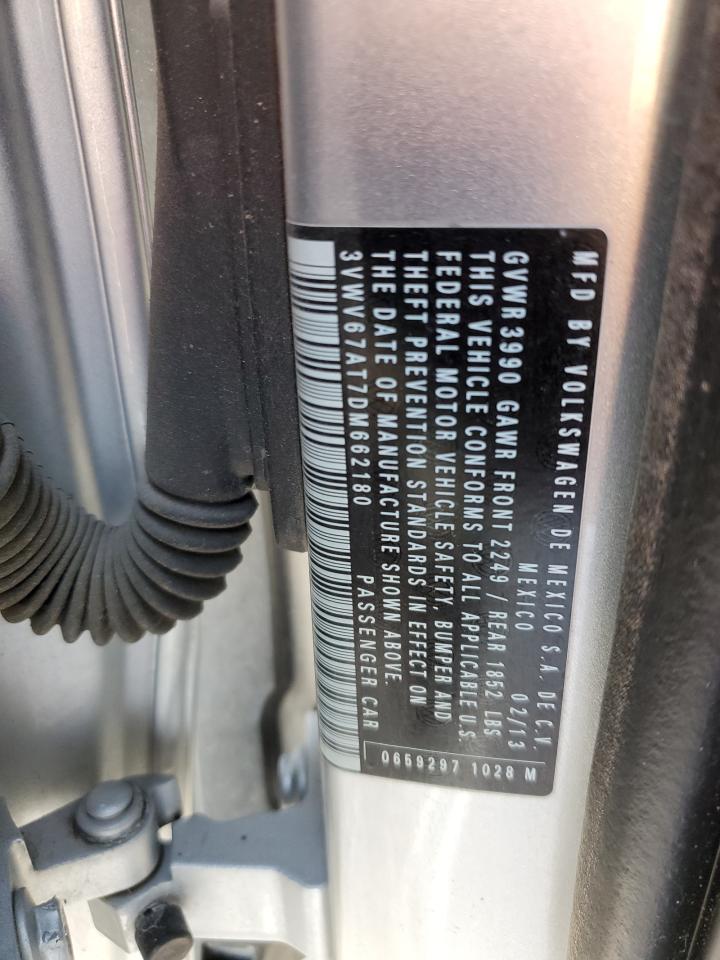 MFD BY VOLKSWAGEN DE MEXICO S.A. DE C.V.
MEXICO 02/13
GVWR 3990 GAWR FRONT 2249 / REAR 1852 LBS
THIS VEHICLE CONFORMS TO ALL APPLICABLE U.S.
FEDERAL MOTOR VEHICLE SAFETY, BUMPER AND
THEFT PREVENTION STANDARDS IN EFFECT ON
THE DATE OF MANUFACTURE SHOWN ABOVE.
3VWV67AT7DM662180 PASSENGER CAR
0659297 1028 M